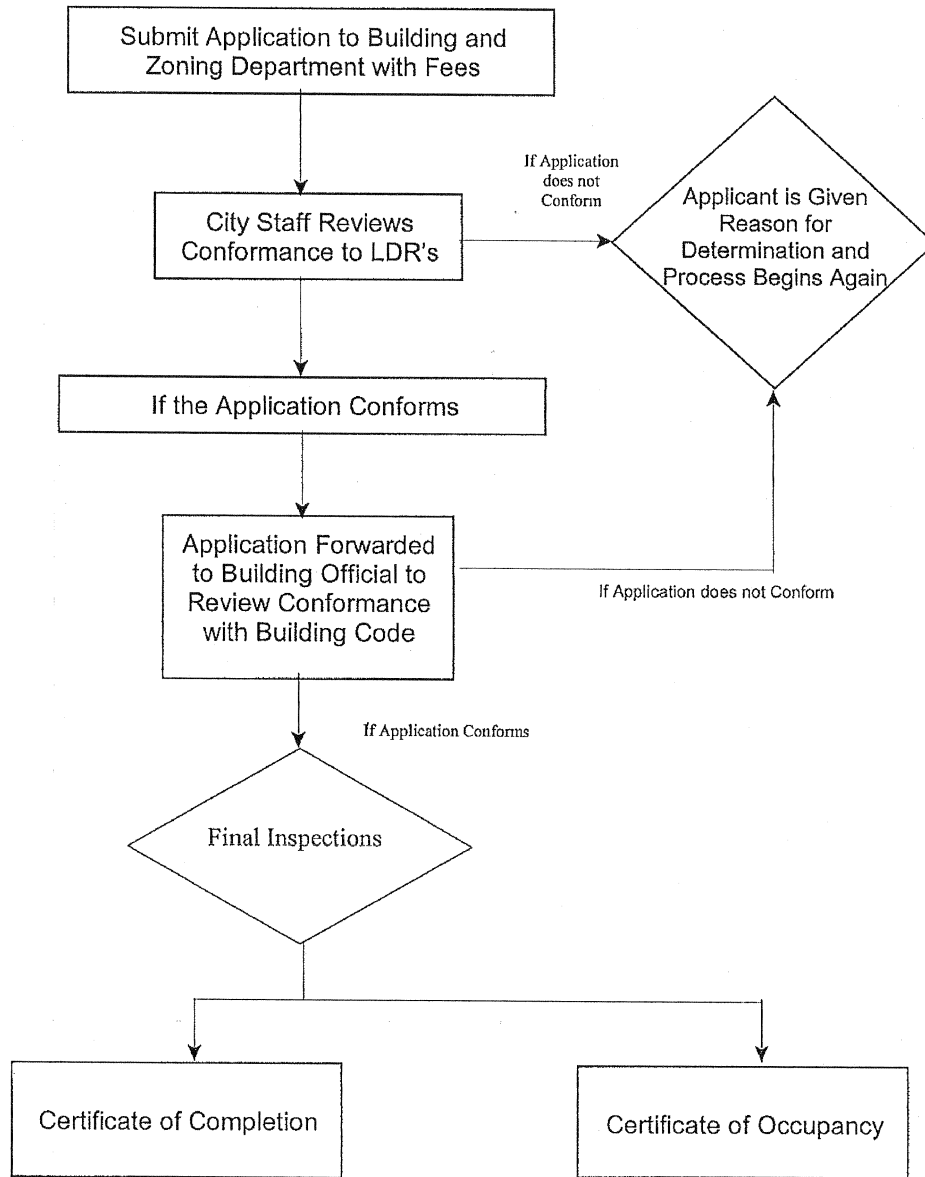 Submit Application to Building and
Zoning Department with Fees
If Application
does not
Conform
Applicant is Given
Reason for
Determination and
Process Begins Again
City Staff Reviews
Conformance to LDR's
If the Application Conforms
Application Forwarded
to Building Official to
Review Conformance
with Building Code
If Application does not Conform
If Application Conforms
Final Inspections
Certificate of Completion
Certificate of Occupancy